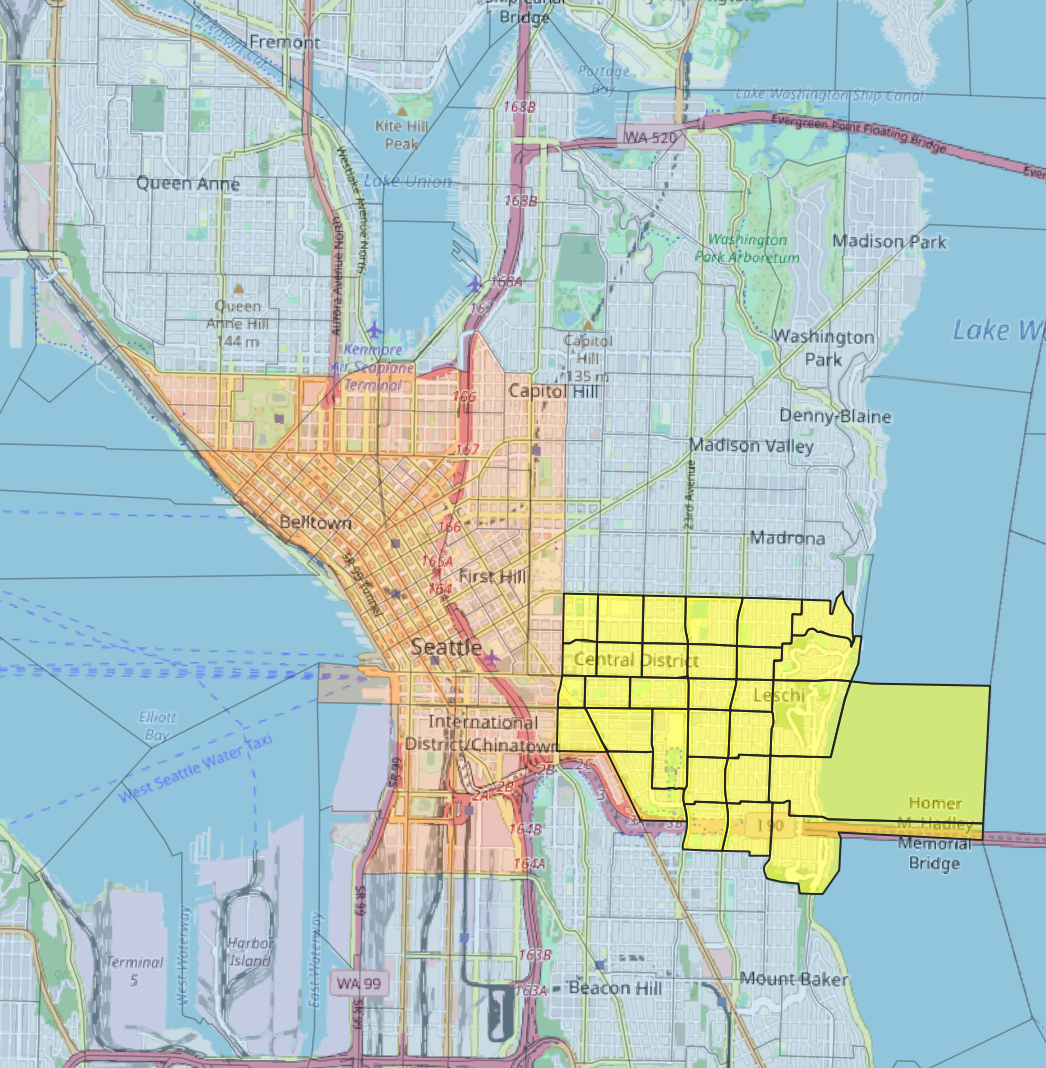 Ship Canal
Bridge
Fremont
Portage
Bay
Lake Washington Ship Canal
168B
Kite Hill
Peak
WA 520
Evergreen Point Floating Bridge
Westlake Avenue North
Lake Union
Queen Anne
168B
Madison Park
Washington
Park Arboretum
Aurora Avenue North
168A
Queen
Anne Hill
144 m
Kenmore
Air Seaplane
Terminal
Capitol
Hill
135 m
Washington
Park
Lake W
Capitol Hill
166
Denny-Blaine
Madison Valley
167
23rd Avenue
Belltown
166
Madrona
165A
SR 99 Tunnel
First Hill
164
Seattle
Central District
Leschi
Elliott
Bay
International
District/Chinatown
West Seattle Water Taxi
SR 99
2B
2C
2A
2B
3A
3B
I 90
Homer
M. Hadley
Memorial
Bridge
164B
164A
SR 99
West Waterway
Harbor
Island
East Waterway
Terminal
5
163B
163A
WA 99
SR 99
Beacon Hill
Mount Baker